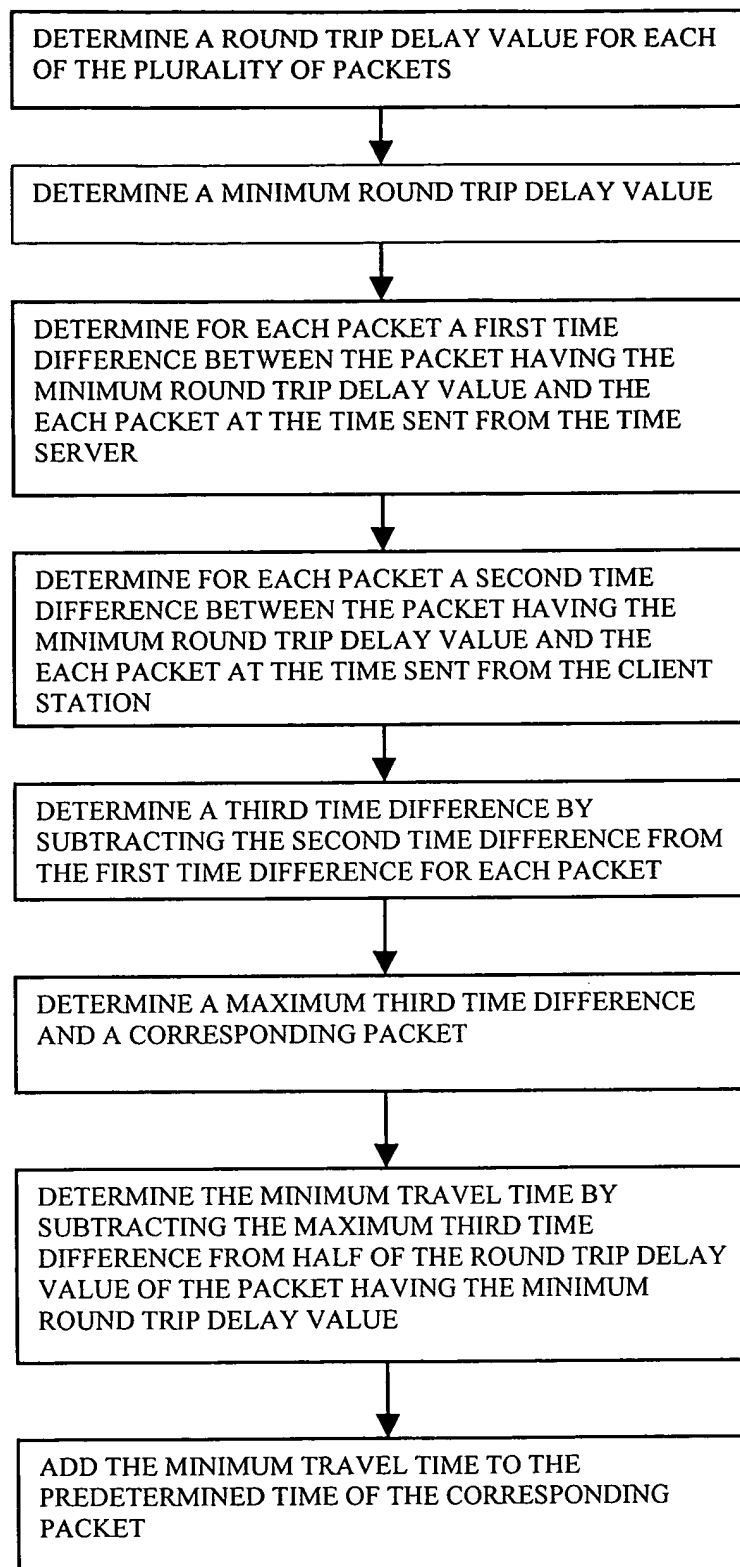 DETERMINE A ROUND TRIP DELAY VALUE FOR EACH
OF THE PLURALITY OF PACKETS
DETERMINE A MINIMUM ROUND TRIP DELAY VALUE
DETERMINE FOR EACH PACKET A FIRST TIME
DIFFERENCE BETWEEN THE PACKET HAVING THE
MINIMUM ROUND TRIP DELAY VALUE AND THE
EACH PACKET AT THE TIME SENT FROM THE TIME
SERVER
DETERMINE FOR EACH PACKET A SECOND TIME
DIFFERENCE BETWEEN THE PACKET HAVING THE
MINIMUM ROUND TRIP DELAY VALUE AND THE
EACH PACKET AT THE TIME SENT FROM THE CLIENT
STATION
DETERMINE A THIRD TIME DIFFERENCE BY
SUBTRACTING THE SECOND TIME DIFFERENCE FROM
THE FIRST TIME DIFFERENCE FOR EACH PACKET
DETERMINE A MAXIMUM THIRD TIME DIFFERENCE
AND A CORRESPONDING PACKET
DETERMINE THE MINIMUM TRAVEL TIME BY
SUBTRACTING THE MAXIMUM THIRD TIME
DIFFERENCE FROM HALF OF THE ROUND TRIP DELAY
VALUE OF THE PACKET HAVING THE MINIMUM
ROUND TRIP DELAY VALUE
ADD THE MINIMUM TRAVEL TIME TO THE
PREDETERMINED TIME OF THE CORRESPONDING
PACKET